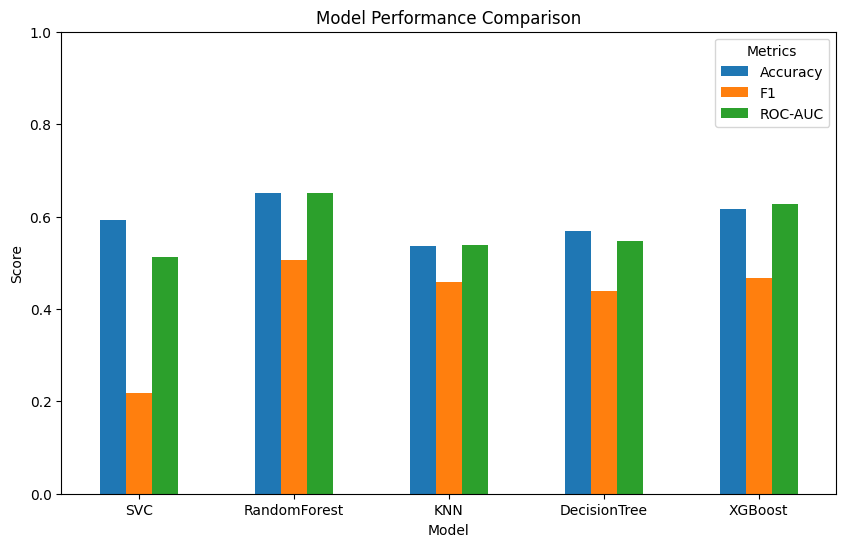 Model Performance Comparison
Metrics
Accuracy
F1
ROC-AUC
Score
1.0
0.8
0.6
0.4
0.2
0.0
SVC RandomForest KNN DecisionTree XGBoost
Model